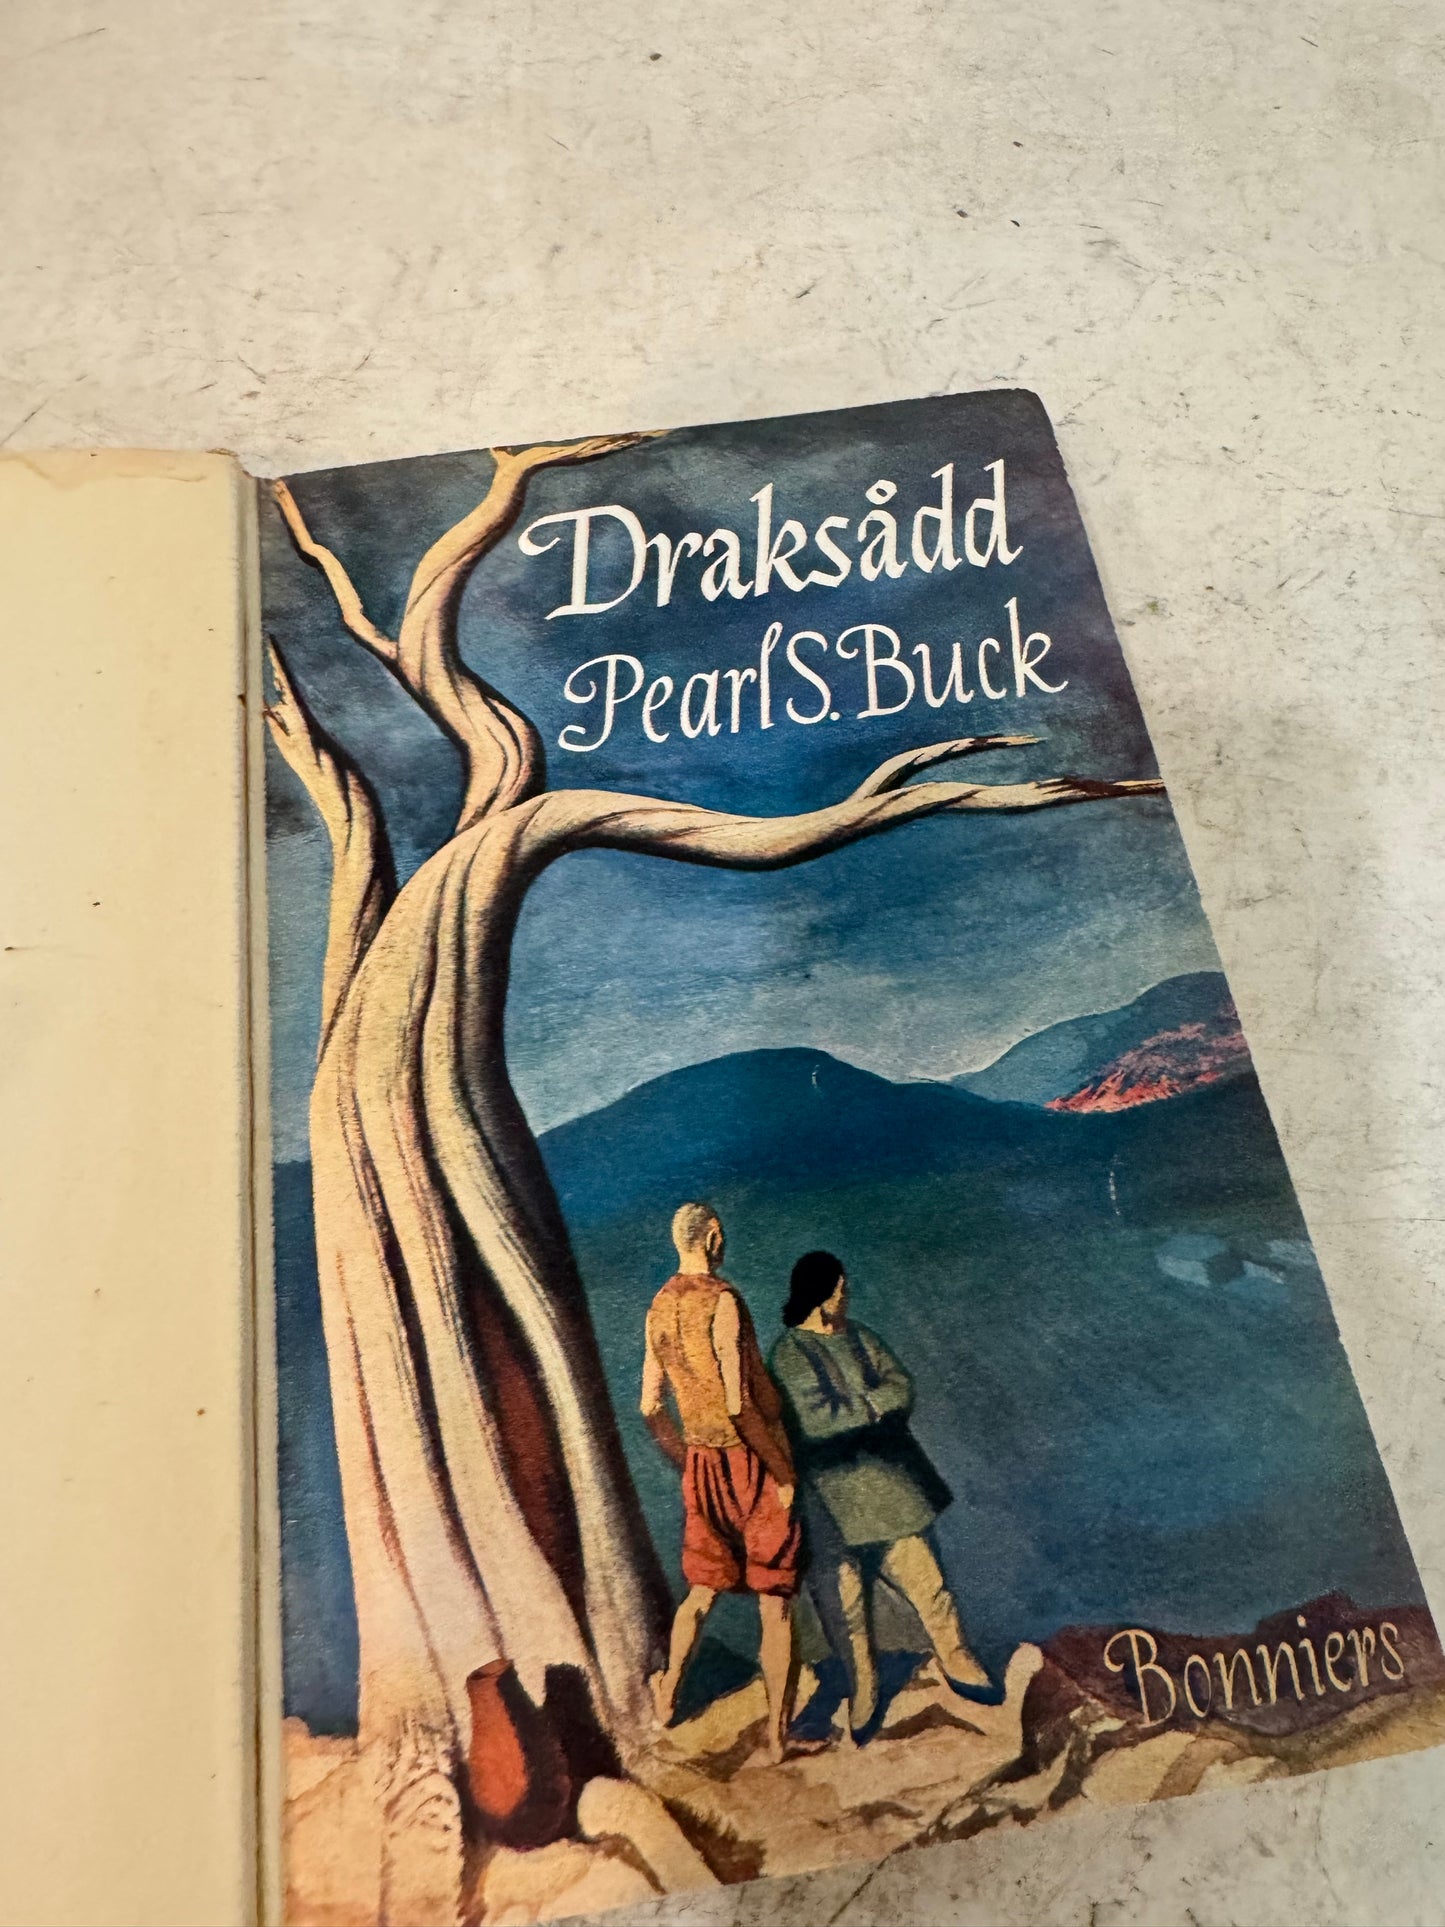 Draksådd
Pearl S. Buck
Bonniers